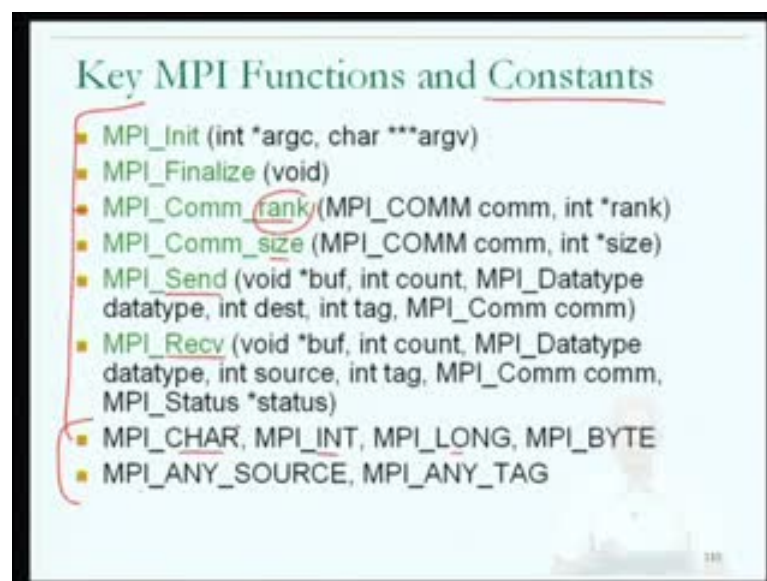 Key MPI Functions and Constants
MPI_Init (int *argc, char ***argv)
MPI_Finalize (void)
MPI_Comm_rank (MPI_COMM comm, int *rank)
MPI_Comm_size (MPI_COMM comm, int *size)
MPI_Send (void *buf, int count, MPI_Datatype
datatype, int dest, int tag, MPI_Comm comm)
MPI_Recv (void *buf, int count, MPI_Datatype
datatype, int source, int tag, MPI_Comm comm,
MPI_Status *status)
MPI_CHAR, MPI_INT, MPI_LONG, MPI_BYTE
MPI_ANY_SOURCE, MPI_ANY_TAG